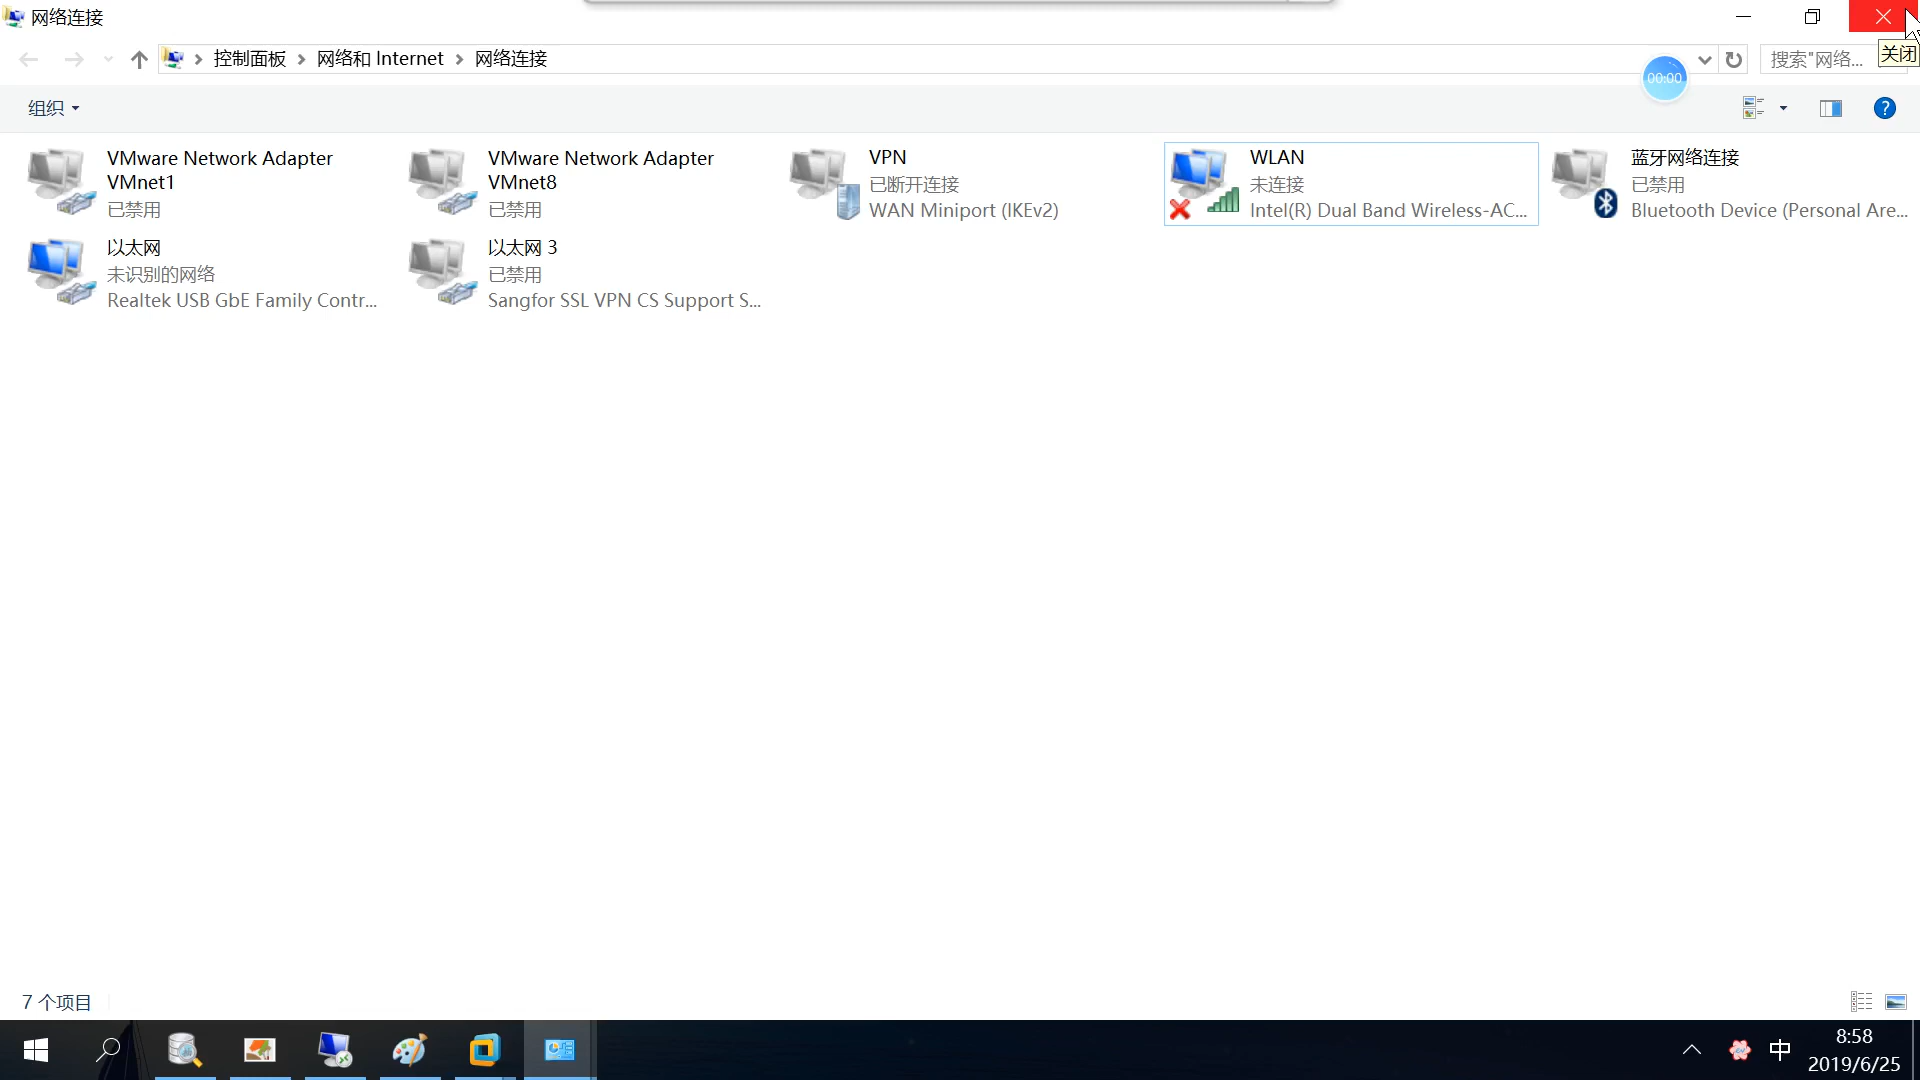 网络连接
控制面板 网络和 Internet 网络连接
搜索"网络...
关闭
00:00
组织
VMware Network Adapter
VMnet1
已禁用
VMware Network Adapter
VMnet8
已禁用
VPN
已断开连接
WAN Miniport (IKEv2)
WLAN
未连接
Intel(R) Dual Band Wireless-AC...
蓝牙网络连接
已禁用
Bluetooth Device (Personal Are...
以太网
未识别的网络
Realtek USB GbE Family Contr...
以太网 3
已禁用
Sangfor SSL VPN CS Support S...
7 个项目
中
8:58
2019/6/25